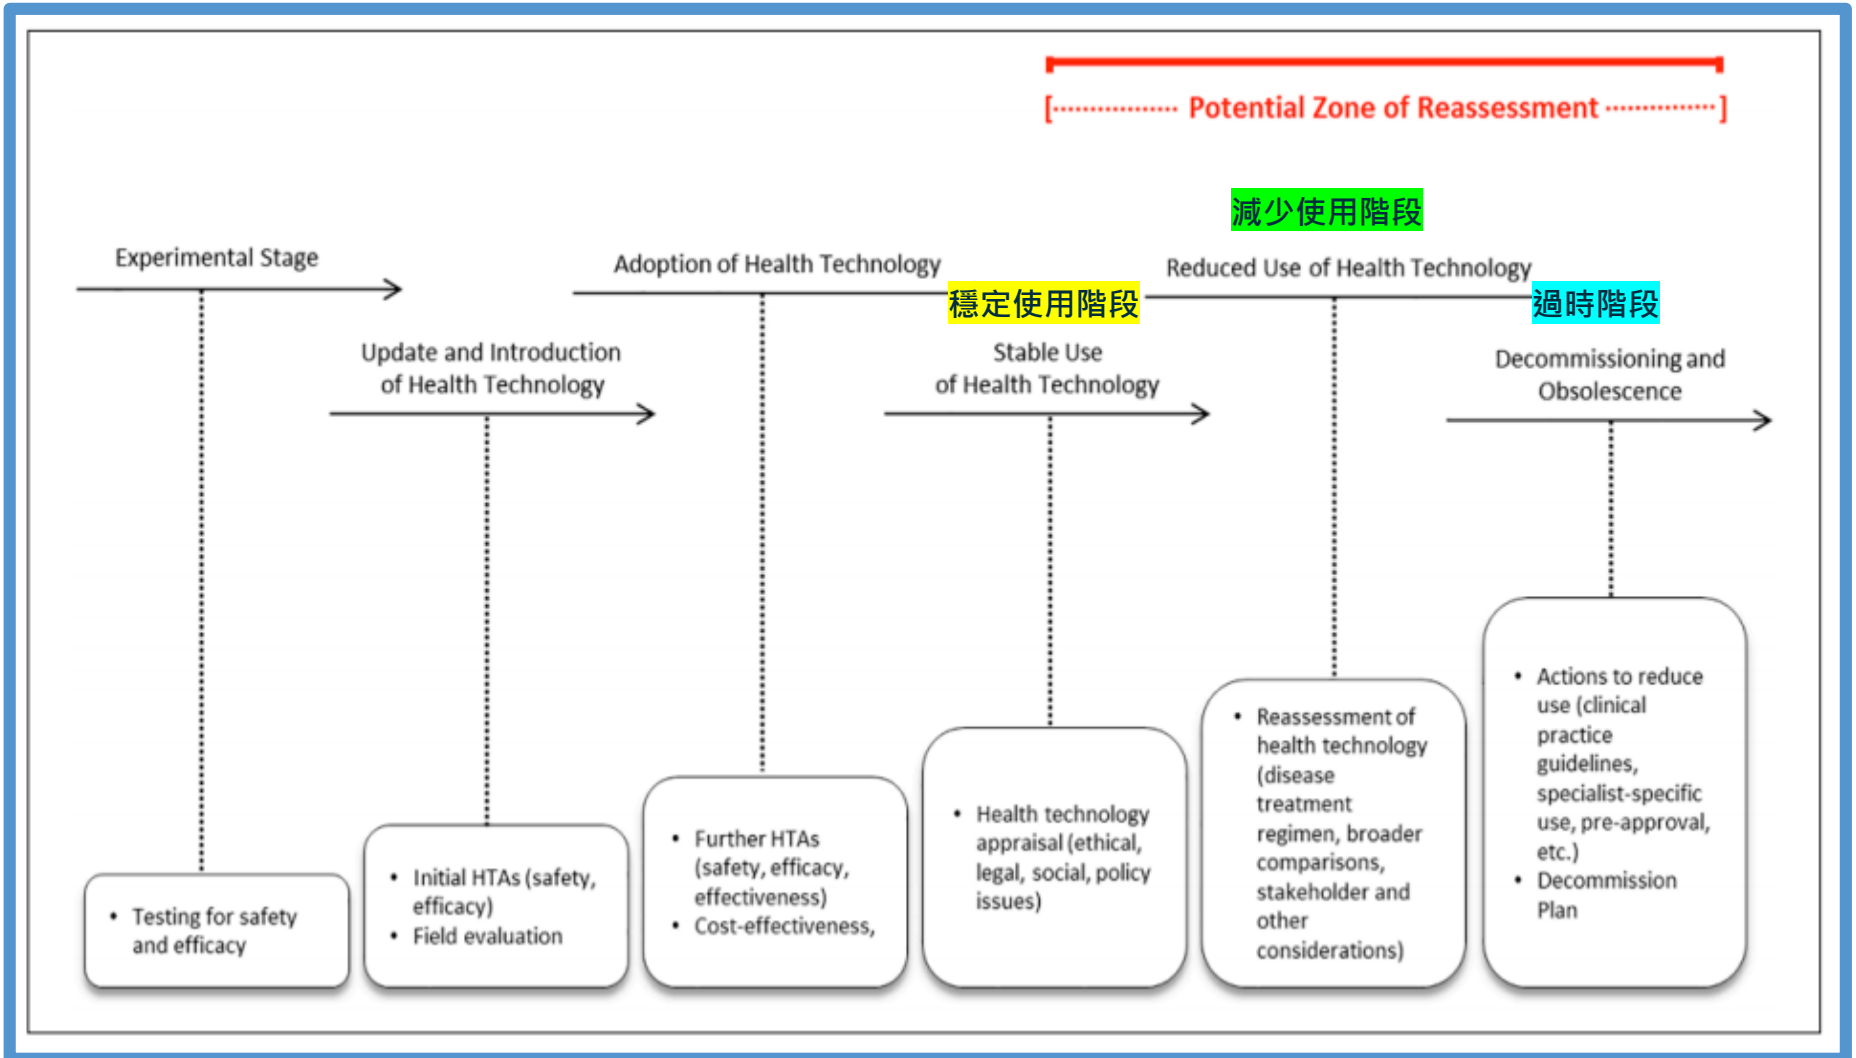 [················· Potential Zone of Reassessment ···············]
減少使用階段
Experimental Stage
Adoption of Health Technology
Reduced Use of Health Technology
穩定使用階段
過時階段
Update and Introduction
of Health Technology
Stable Use
of Health Technology
Decommissioning and
Obsolescence
• Testing for safety
and efficacy
• Initial HTAs (safety,
efficacy)
• Field evaluation
• Further HTAs
(safety, efficacy,
effectiveness)
• Cost-effectiveness,
• Health technology
appraisal (ethical,
legal, social, policy
issues)
• Reassessment of
health technology
(disease
treatment
regimen, broader
comparisons,
stakeholder and
other
considerations)
• Actions to reduce
use (clinical
practice
guidelines,
specialist-specific
use, pre-approval,
etc.)
• Decommission
Plan